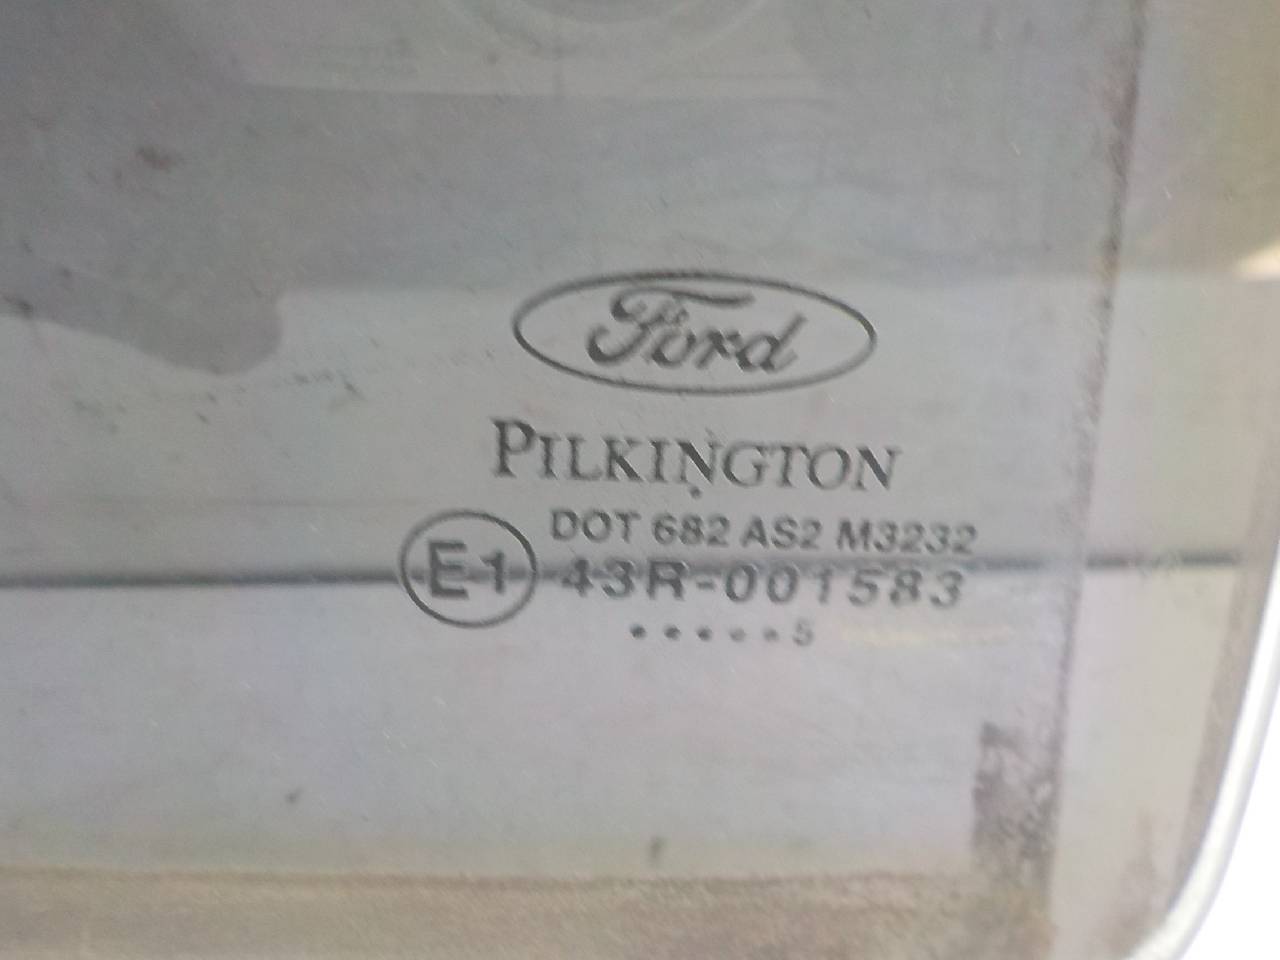 Ford
PILKINGTON
DOT 682 AS2 M3232
E1 43R-001583
•••••5